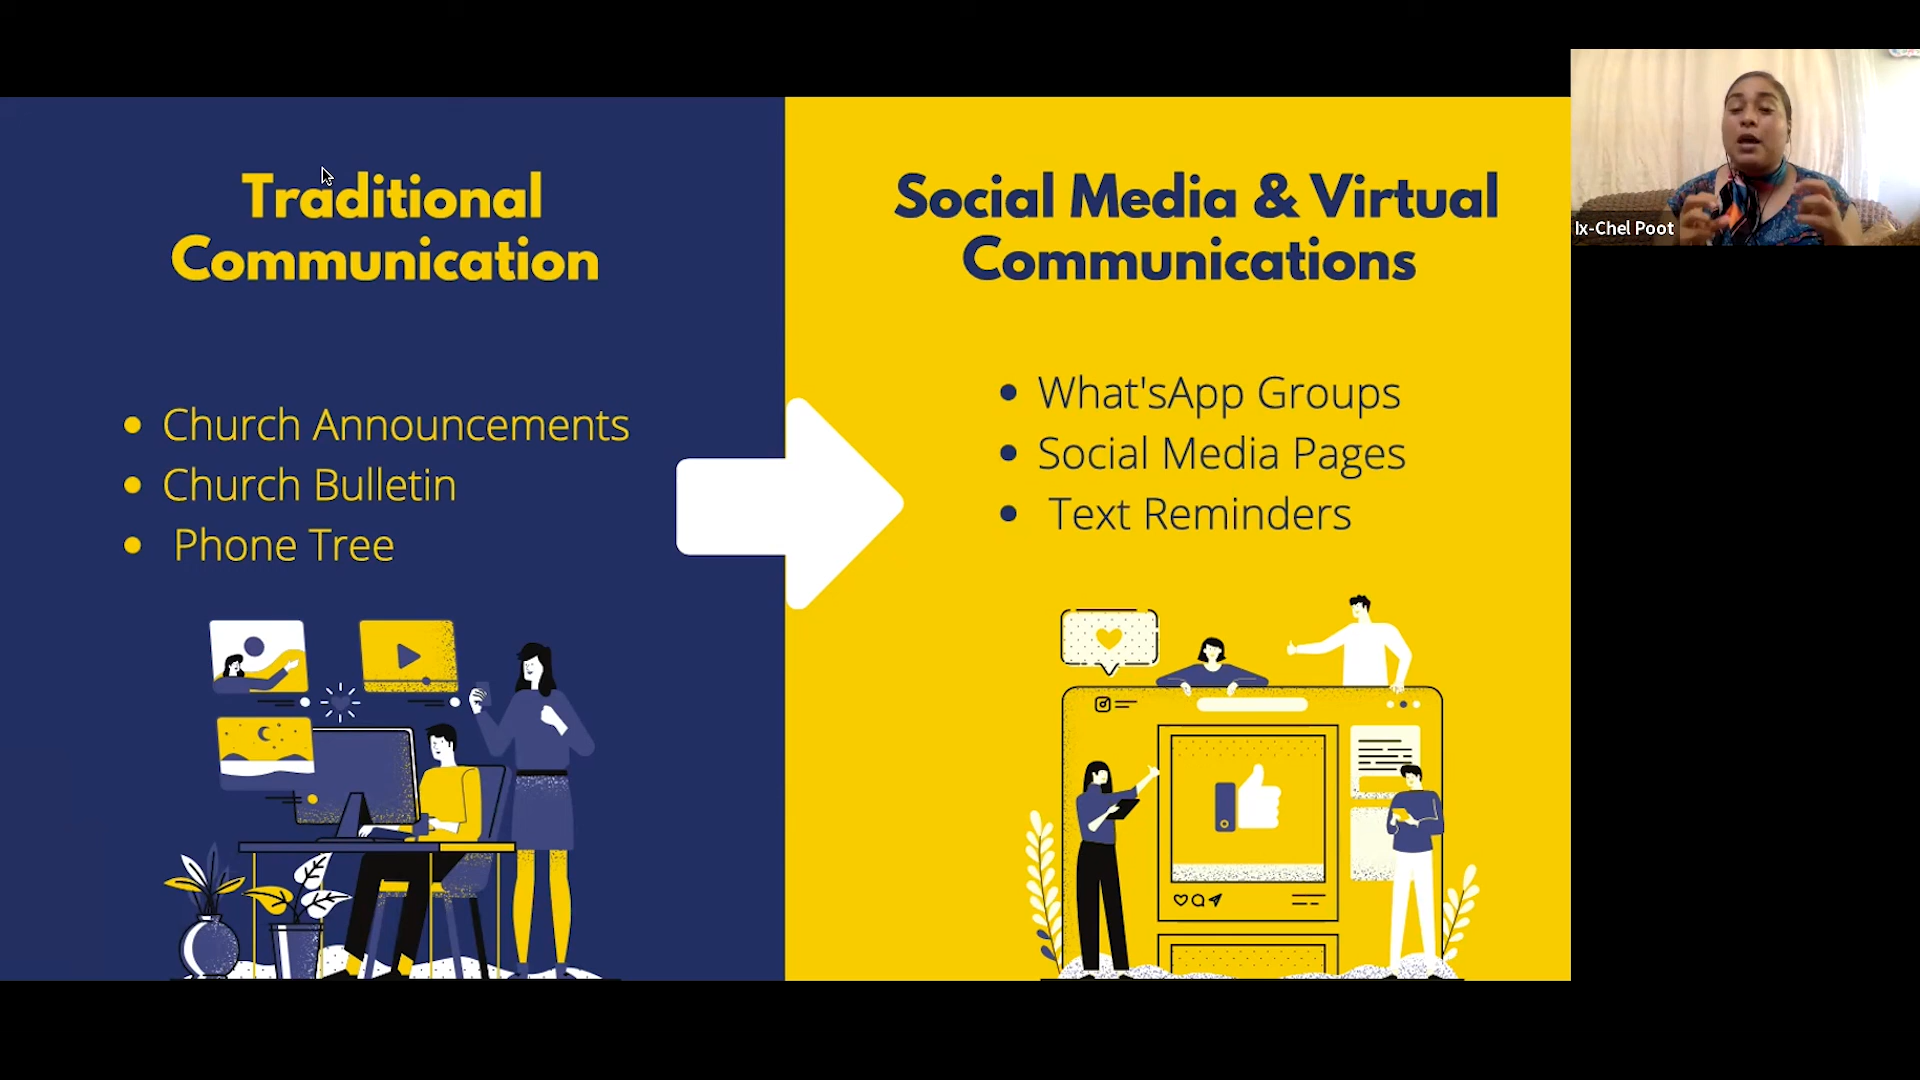 Traditional
Communication
• Church Announcements
• Church Bulletin
• Phone Tree
Social Media & Virtual
Communications
• What'sApp Groups
• Social Media Pages
• Text Reminders
Ix-Chel Poot